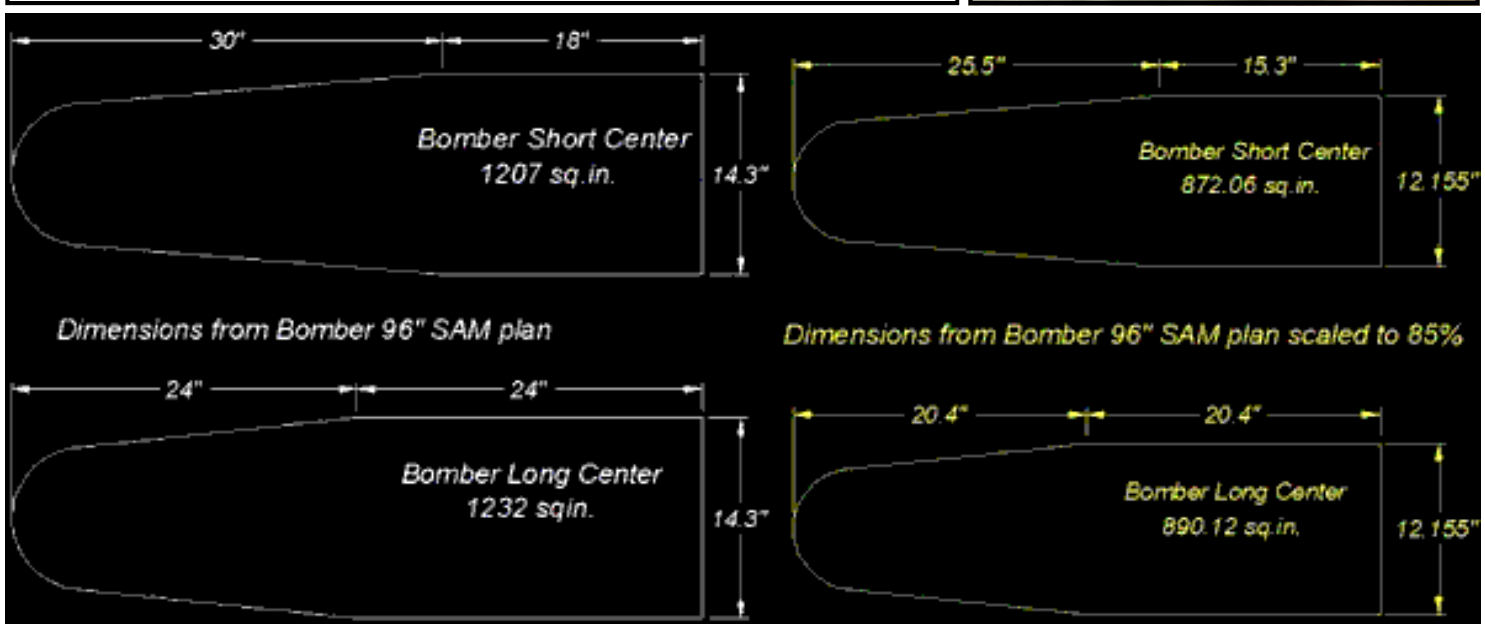 30"
18"
Bomber Short Center
1207 sq.in.
14.3"
25.5"
15.3"
Bomber Short Center
872.06 sq.in.
12.155"
Dimensions from Bomber 96" SAM plan
Dimensions from Bomber 96" SAM plan scaled to 85%
24"
24"
Bomber Long Center
1232 sqin.
14.3"
20.4"
20.4"
Bomber Long Center
890.12 sq.in.
12.155"